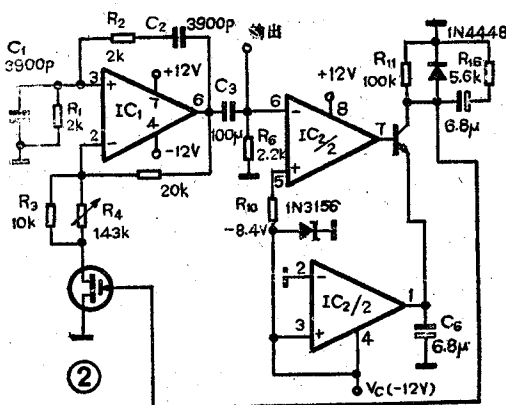 R2 C2 3900p
2k
C1
3900p
输出
1N4448
R11
100k
R16
5.6k
+12V
+12V
3
7
IC1
6
C3
100μ
R1
2k
2
4
-12V
6
8
IC2/2
7
6.8μ
R6
2.2k
5
20k
R3
10k
R4
143k
R10
1N3156
-8.4V
2
IC2/2
1
3
4
C6
6.8μ
Vc(-12V)
②